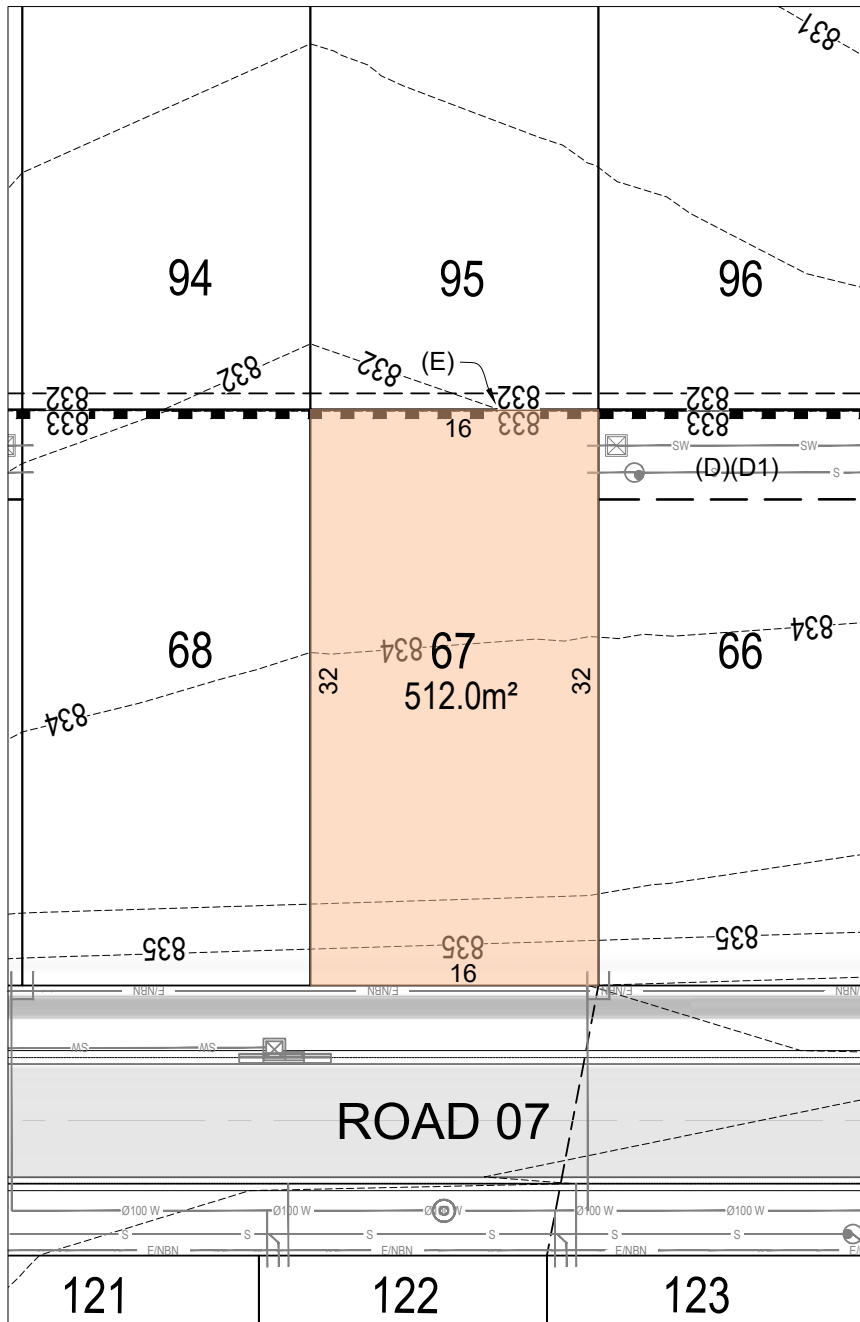 831
94
95
96
832
832
(E)
832
832
832
833
16
833
833
SW
SW
(D)(D1)
S
68
834
67
66
834
512.0m²
32
32
834
835
835
835
16
E/NBN
E/NBN
E/NBN
E/NBN
SW
SW
ROAD 07
Ø100 W
Ø100 W
Ø100 W
Ø100 W
Ø100 W
S
S
S
S
S
S
E/NBN
E/NBN
E/NBN
121
122
123